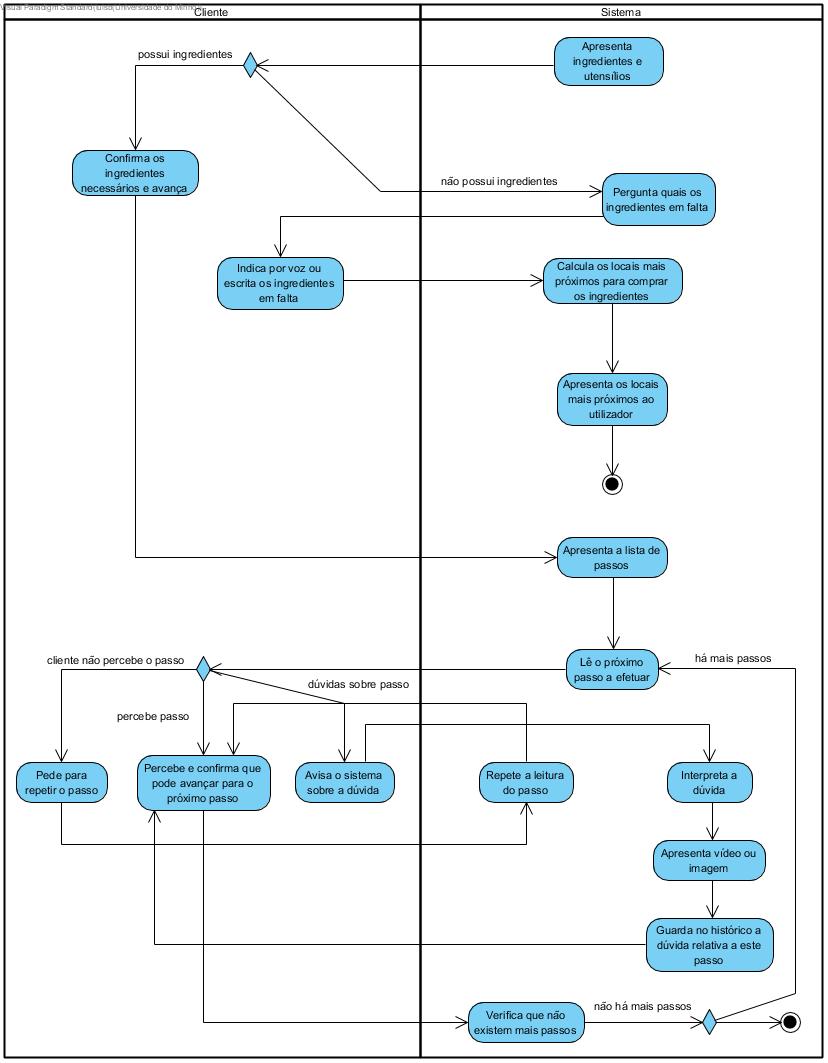 Visual Paradigm Standard(luiso(Universidade do Minho))
Cliente
Sistema
Apresenta
ingredientes e
utensílios
possui ingredientes
Confirma os
ingredientes
necessários e avança
não possui ingredientes
Pergunta quais os
ingredientes em falta
Indica por voz ou
escrita os ingredientes
em falta
Calcula os locais mais
próximos para comprar
os ingredientes
Apresenta os locais
mais próximos ao
utilizador
Apresenta a lista de
passos
Lê o próximo
passo a efetuar
há mais passos
cliente não percebe o passo
dúvidas sobre passo
percebe passo
Pede para
repetir o passo
Percebe e confirma que
pode avançar para o
próximo passo
Avisa o sistema
sobre a dúvida
Repete a leitura
do passo
Interpreta a
dúvida
Apresenta vídeo ou
imagem
Guarda no histórico a
dúvida relativa a este
passo
Verifica que não
existem mais passos
não há mais passos